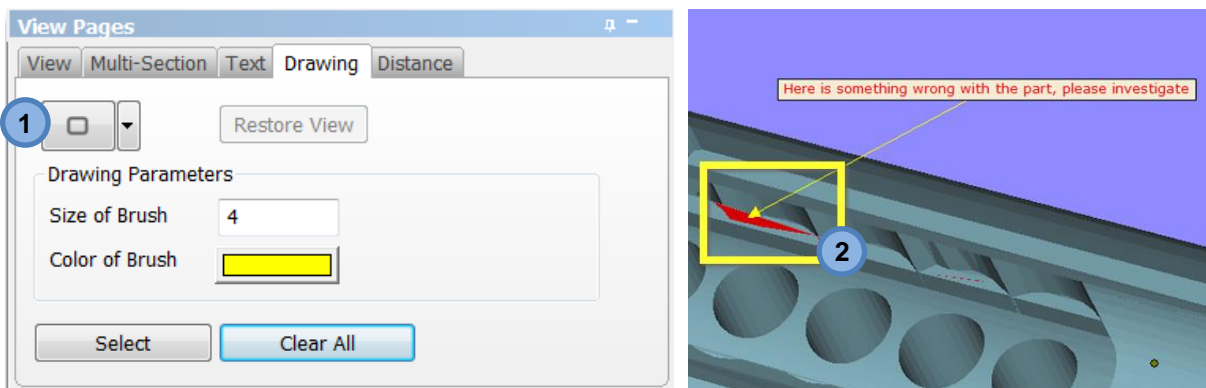 View Pages
View Multi-Section Text Drawing Distance
1
Restore View
Drawing Parameters
Size of Brush 4
Color of Brush
Select Clear All
Here is something wrong with the part, please investigate
2